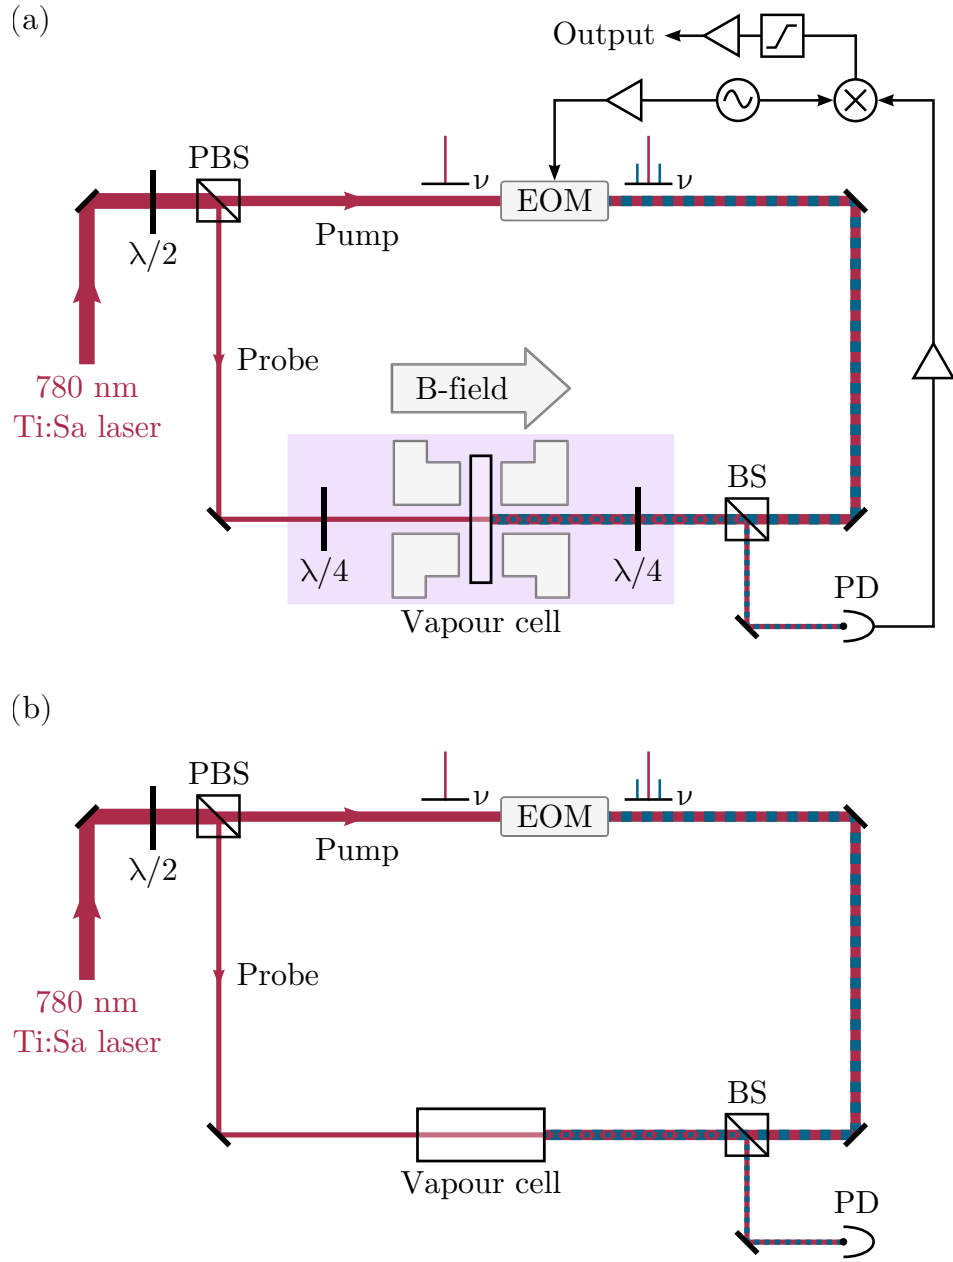 (a)
Output
PBS
ν
ν
EOM
Pump
λ/2
Probe
780 nm
Ti:Sa laser
B-field
BS
λ/4
λ/4
PD
Vapour cell
(b)
PBS
ν
ν
EOM
Pump
λ/2
Probe
780 nm
Ti:Sa laser
BS
Vapour cell
PD